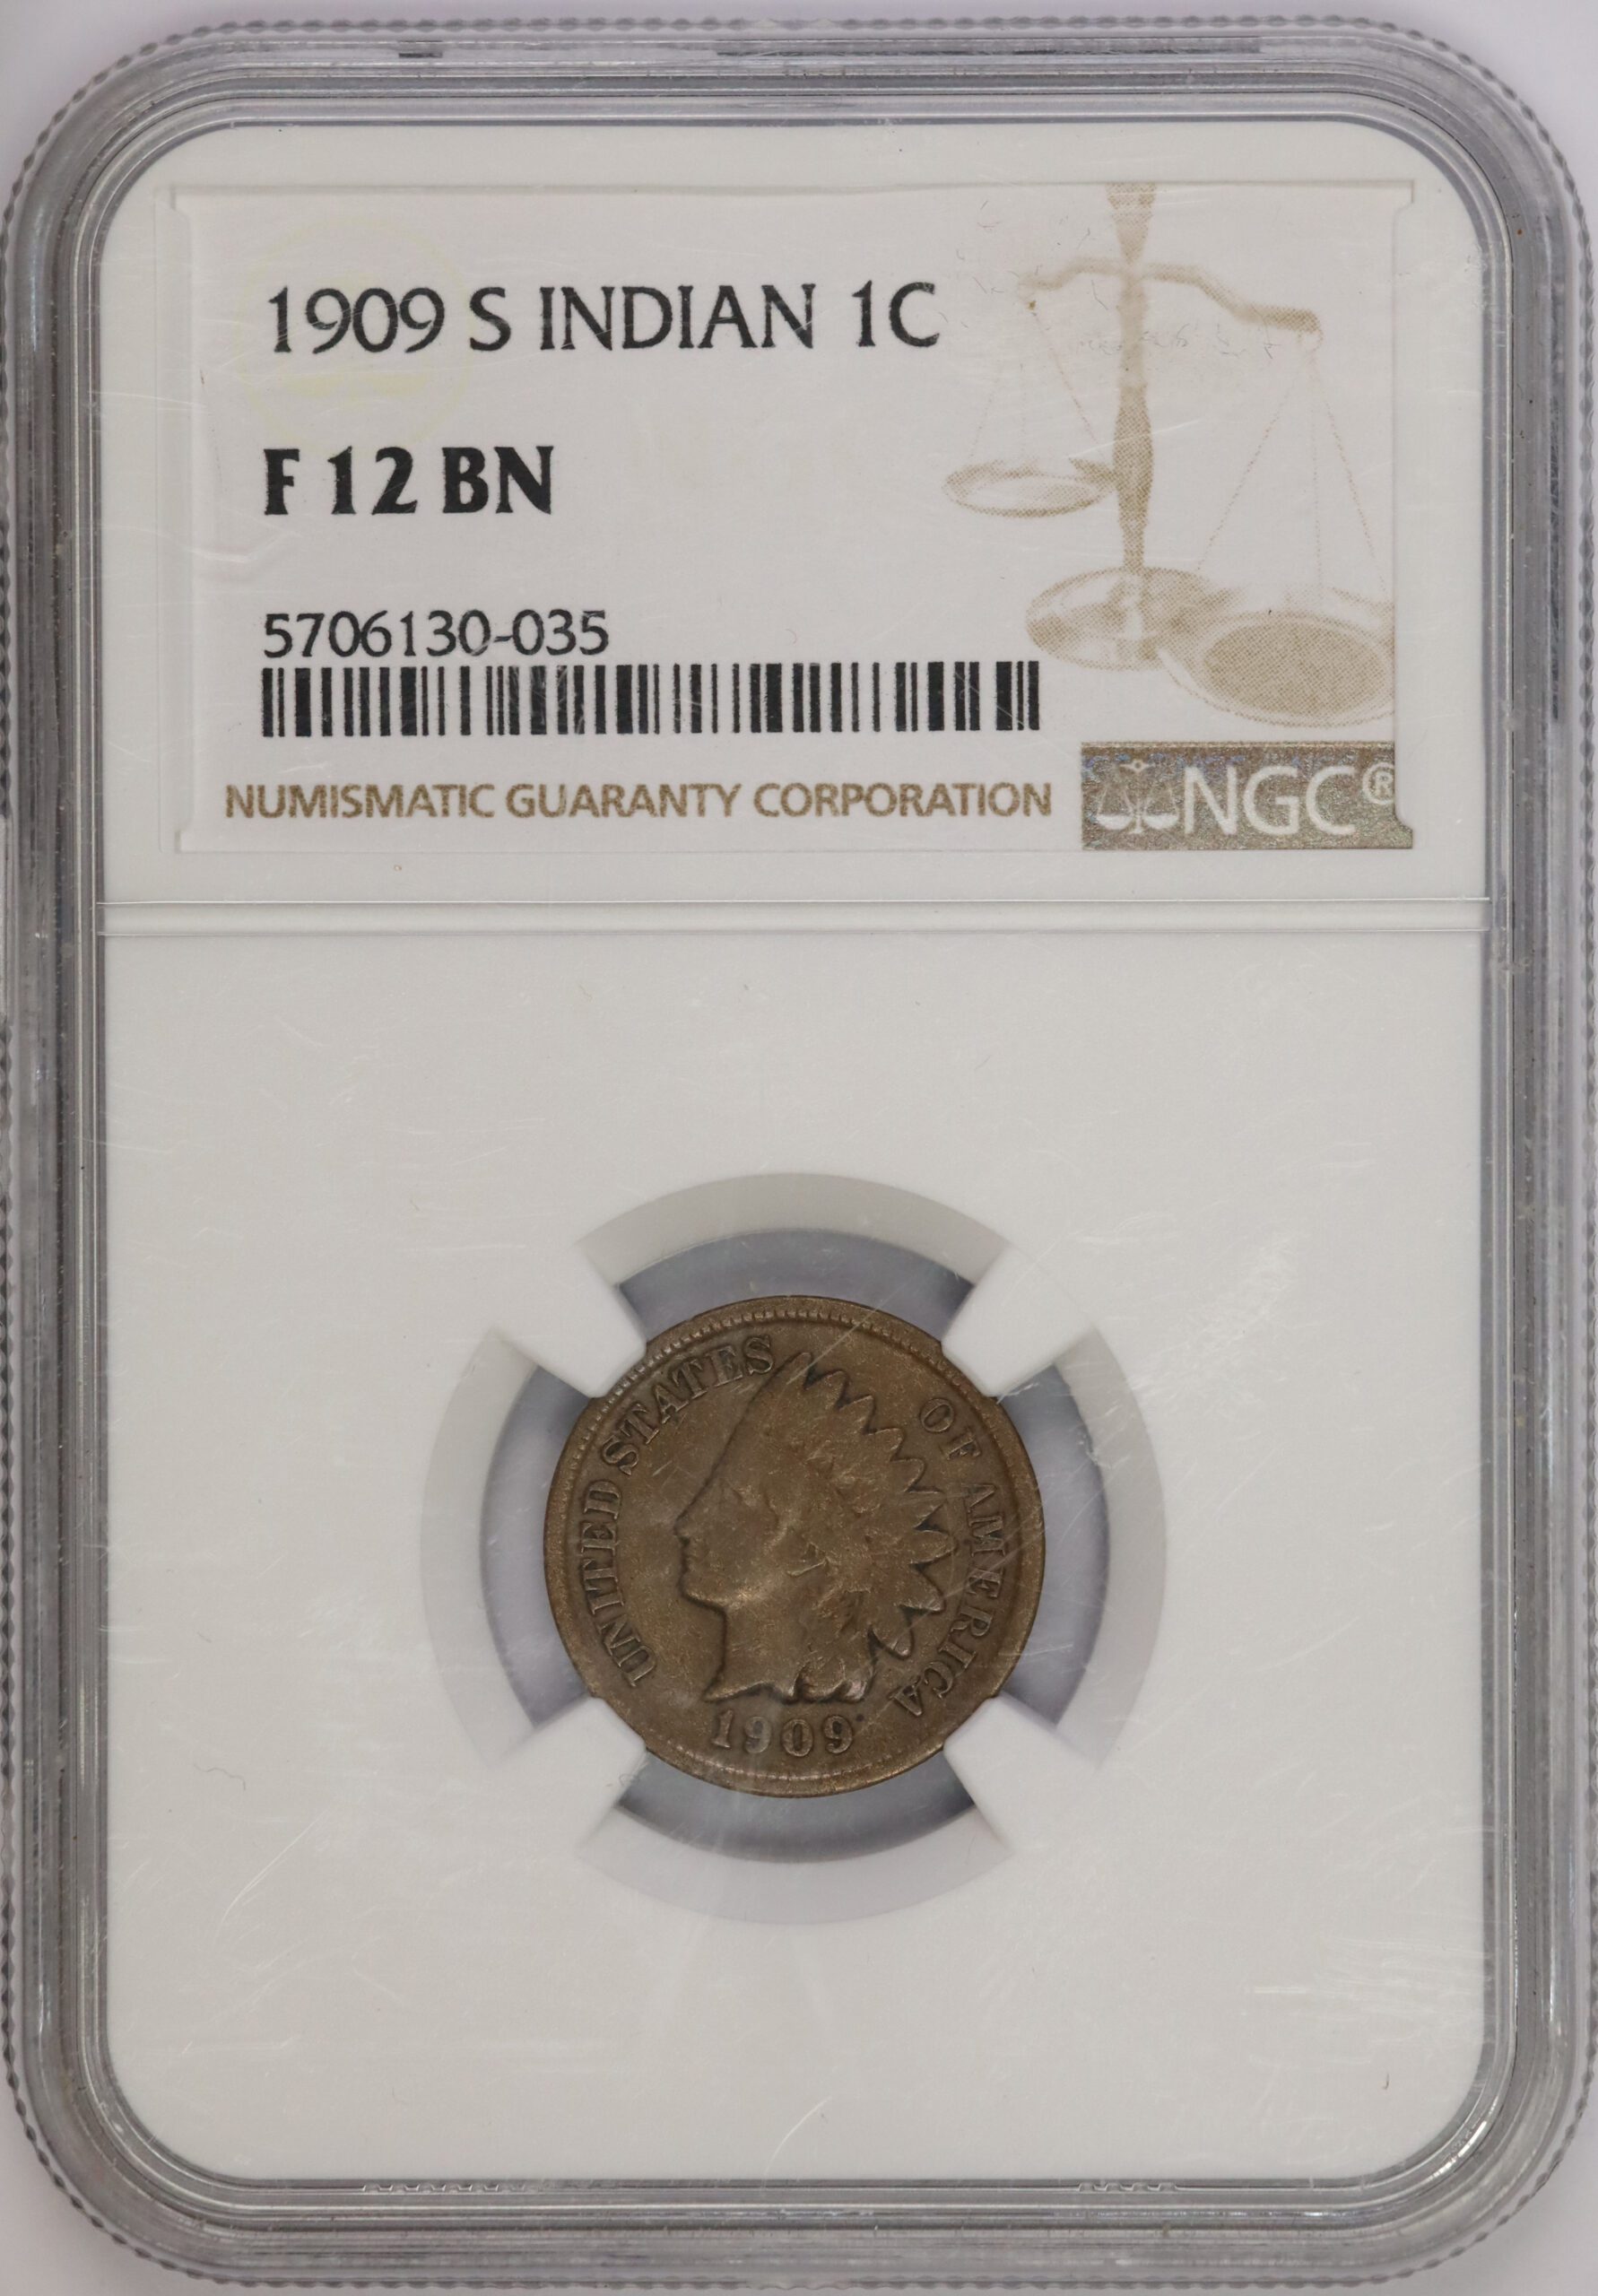 1909 S INDIAN 1C
F 12 BN
5706130-035
NUMISMATIC GUARANTY CORPORATION
NGC®
UNITED STATES
OF AMERICA
1909